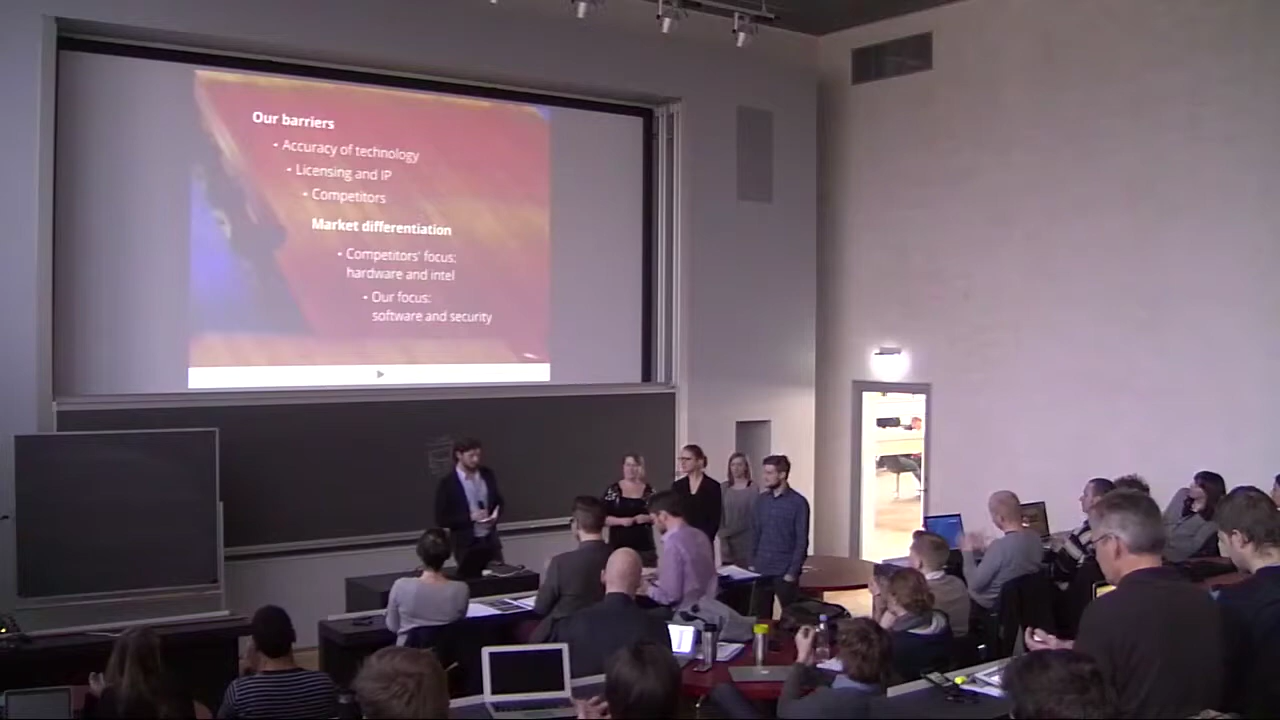 Our barriers
• Accuracy of technology
• Licensing and IP
• Competitors
Market differentiation
• Competitors' focus:
hardware and intel
• Our focus:
software and security